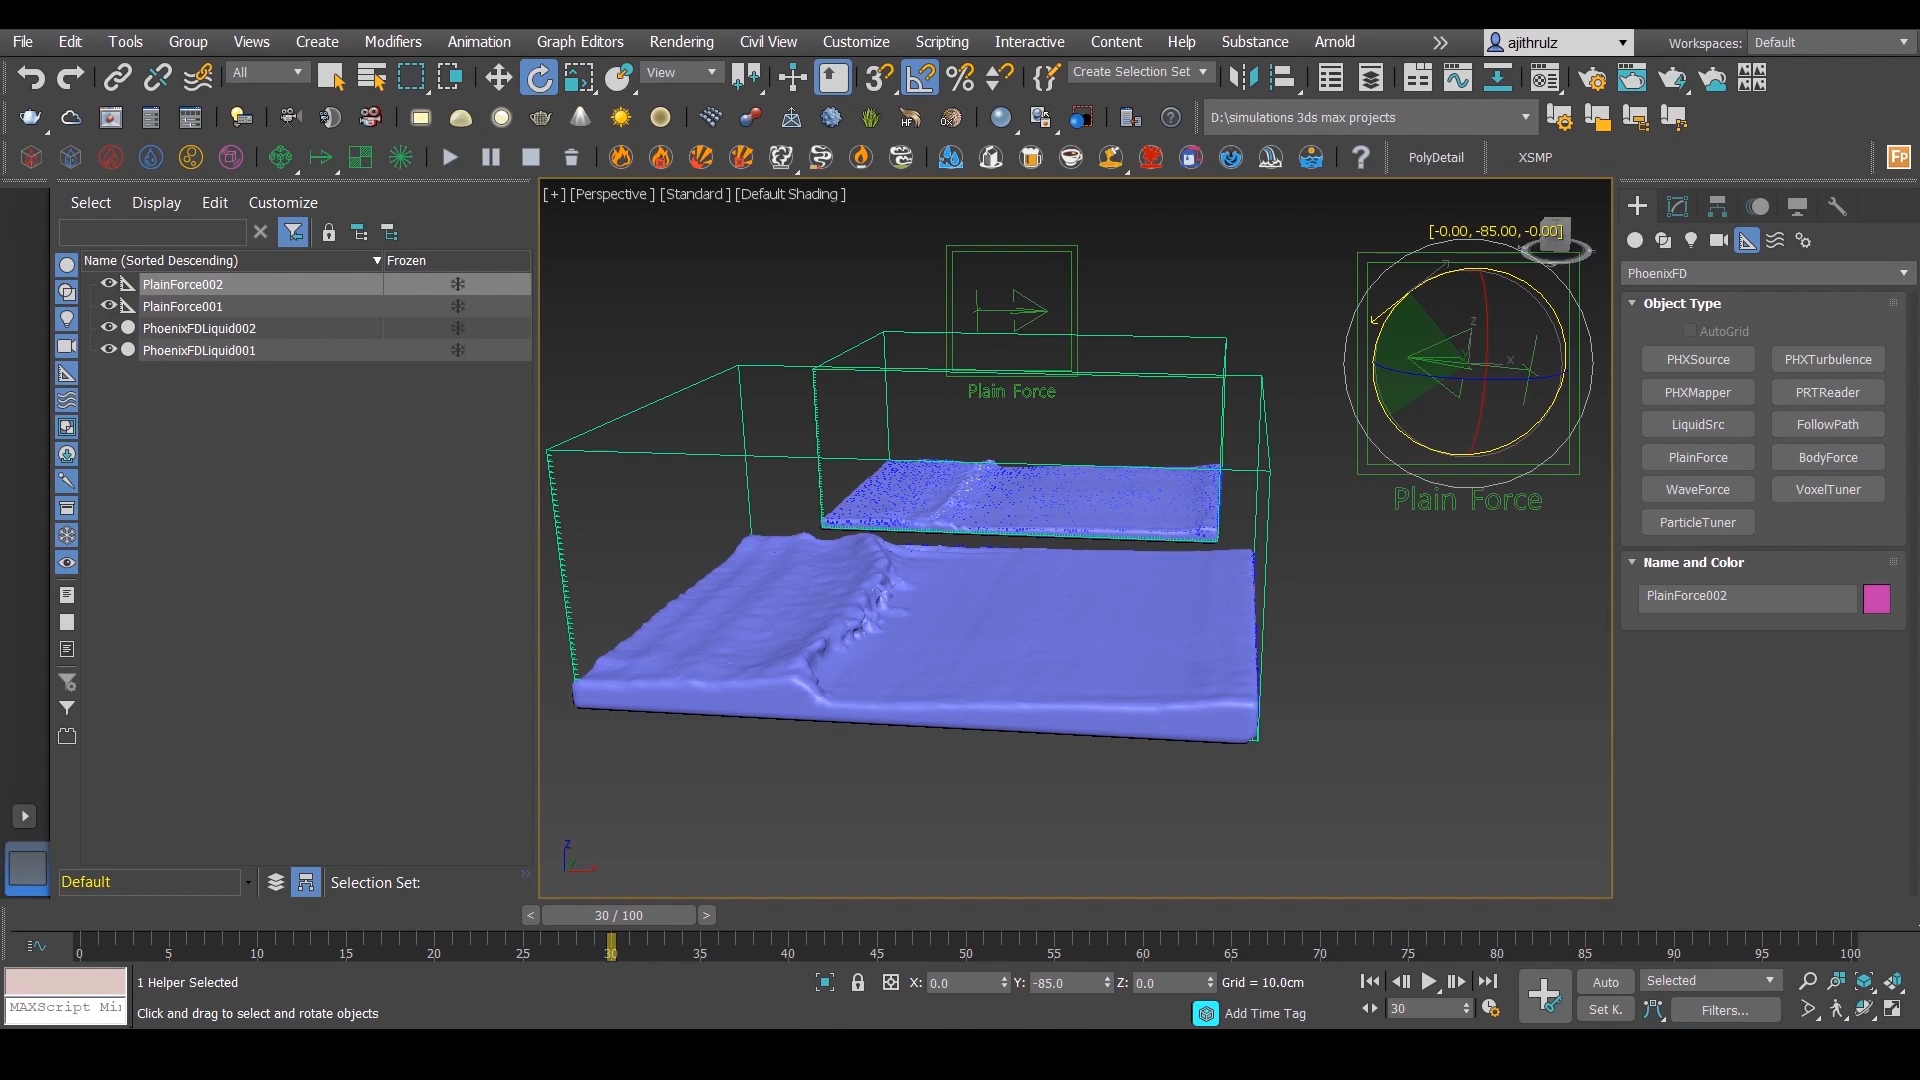 File Edit Tools Group Views Create Modifiers Animation Graph Editors Rendering Civil View Customize Scripting Interactive Content Help Substance Arnold ajithrulz Workspaces: Default
All View Create Selection Set
D:\simulations 3ds max projects
PolyDetail XSMP
Select Display Edit Customize
Name (Sorted Descending) Frozen
PlainForce002
PlainForce001
PhoenixFDLiquid002
PhoenixFDLiquid001
Default Selection Set:
[+] [Perspective] [Standard] [Default Shading]
[-0.00, -85.00, -0.00]
Plain Force
Plain Force
z
x
z
y
x
PhoenixFD
Object Type
AutoGrid
PHXSource PHXTurbulence
PHXMapper PRTReader
LiquidSrc FollowPath
PlainForce BodyForce
WaveForce VoxelTuner
ParticleTuner
Name and Color
PlainForce002
< 30 / 100 >
0 5 10 15 20 25 30 35 40 45 50 55 60 65 70 75 80 85 90 95 100
1 Helper Selected X: 0.0 Y: -85.0 Z: 0.0 Grid = 10.0cm Auto Selected
MAXScript Mi Click and drag to select and rotate objects Add Time Tag 30 Set K. Filters...
Fp
HF